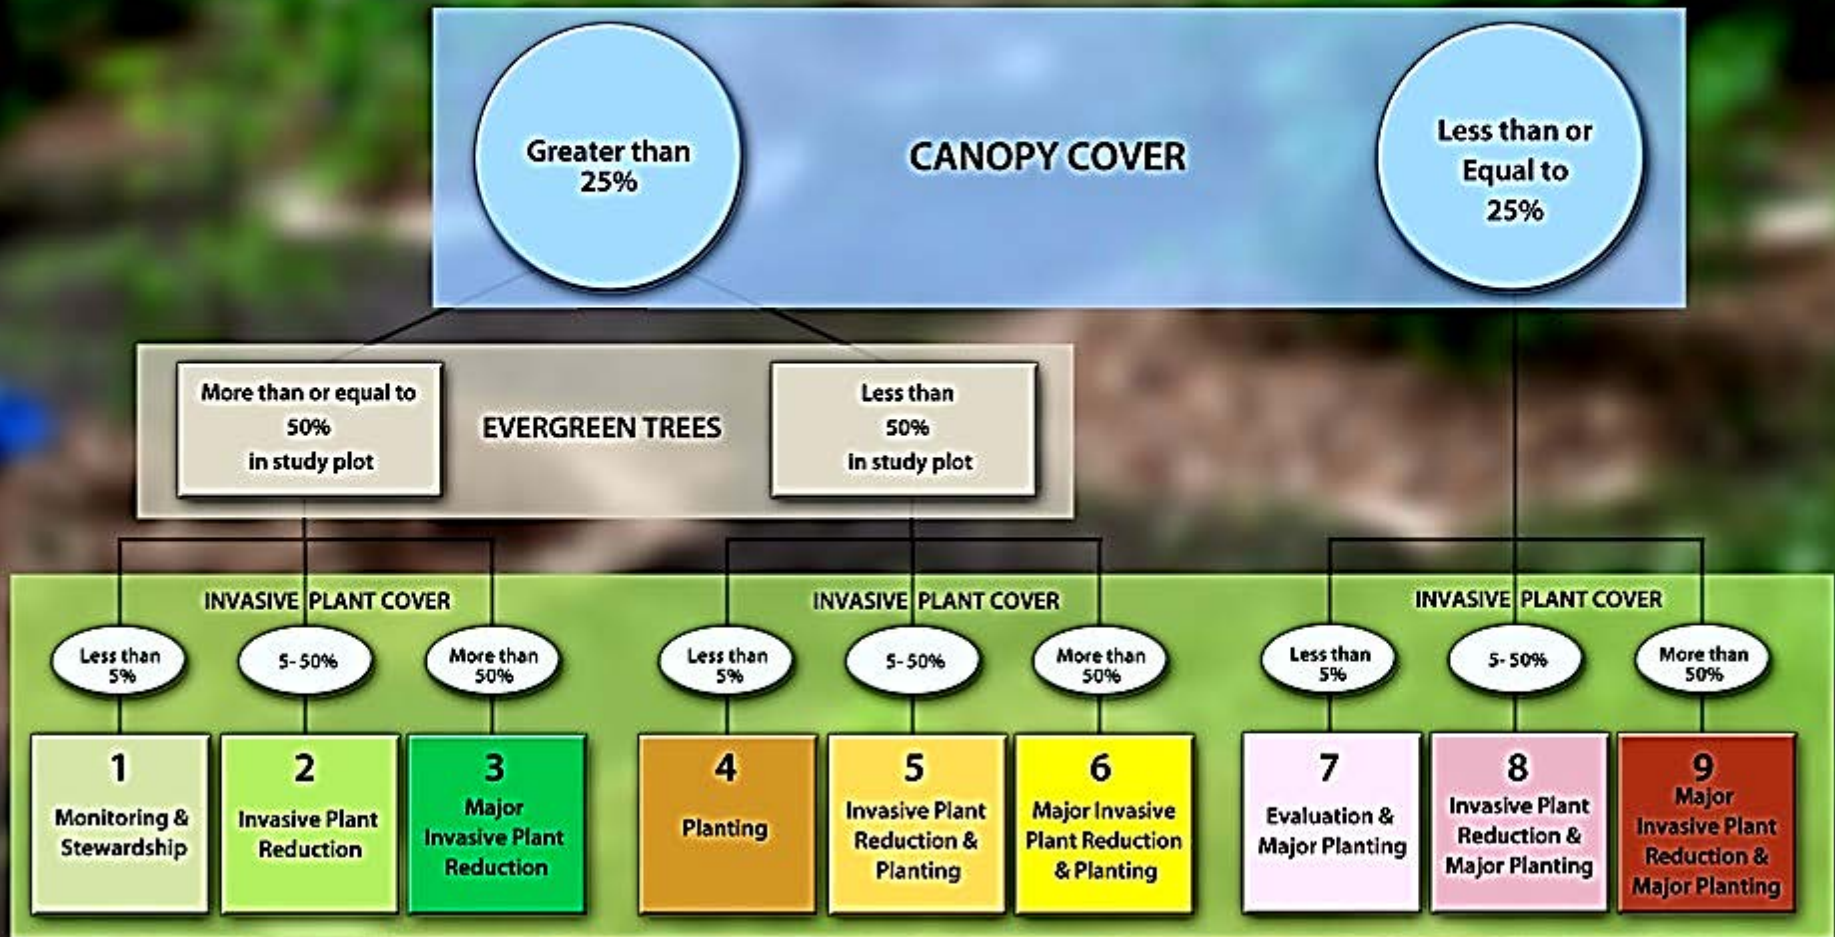 Greater than
25%
CANOPY COVER
Less than or
Equal to
25%
More than or equal to
50%
in study plot
EVERGREEN TREES
Less than
50%
in study plot
INVASIVE PLANT COVER
INVASIVE PLANT COVER
INVASIVE PLANT COVER
Less than
5%
5- 50%
More than
50%
Less than
5%
5- 50%
More than
50%
Less than
5%
5- 50%
More than
50%
1
Monitoring &
Stewardship
2
Invasive Plant
Reduction
3
Major
Invasive Plant
Reduction
4
Planting
5
Invasive Plant
Reduction &
Planting
6
Major Invasive
Plant Reduction
& Planting
7
Evaluation &
Major Planting
8
Invasive Plant
Reduction &
Major Planting
9
Major
Invasive Plant
Reduction &
Major Planting